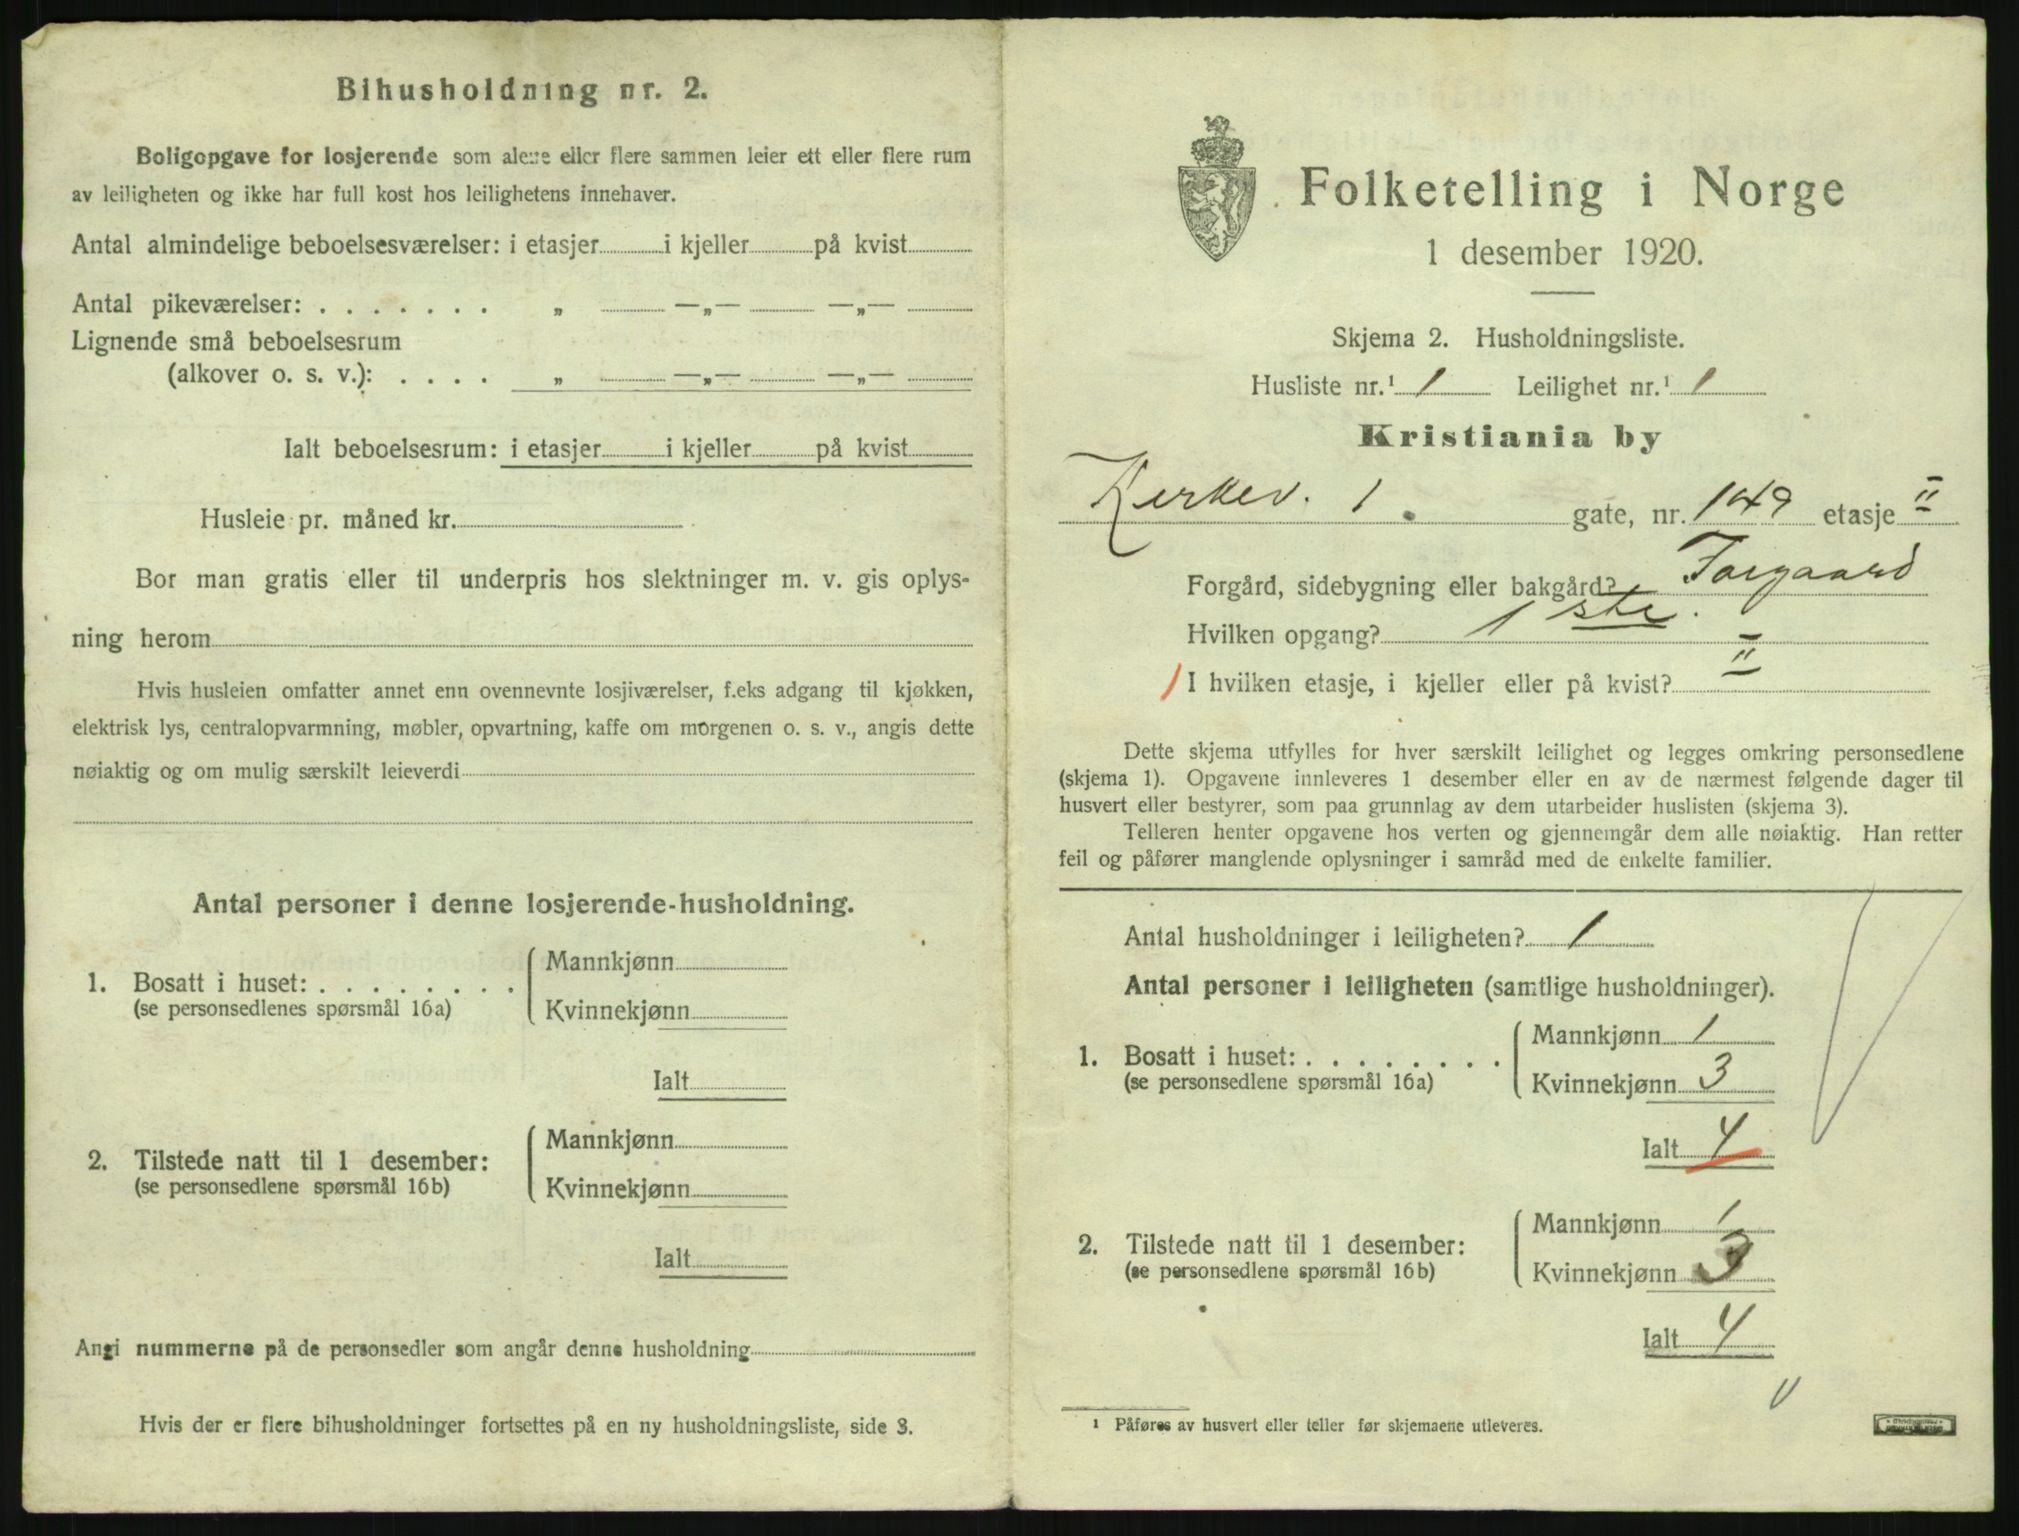 Bihusholdning nr. 2.
Boligopgave for losjerende som alene eller flere sammen leier ett eller flere rum
av leiligheten og ikke har full kost hos leilighetens innehaver.
Antal almindelige beboelsesværelser: i etasjer i kjeller på kvist
Antal pikeværelser: . . . . . . . „ —„— —„—
Lignende små beboelsesrum
(alkover o. s. v.): . . . . „ —„— —„—
Ialt beboelsesrum: i etasjer i kjeller på kvist
Husleie pr. måned kr.
Bor man gratis eller til underpris hos slektninger m. v. gis oplys-
ning herom
Hvis husleien omfatter annet enn ovennevnte losjiværelser, f.eks adgang til kjøkken,
elektrisk lys, centralopvarmning, møbler, opvartning, kaffe om morgenen o. s. v., angis dette
nøiaktig og om mulig særskilt leieverdi
Antal personer i denne losjerende-husholdning.
1. Bosatt i huset: . . . . . . . .
(se personsedlenes spørsmål 16a)
Mannkjønn
Kvinnekjønn
Ialt
2. Tilstede natt til 1 desember:
(se personsedlene spørsmål 16b)
Mannkjønn
Kvinnekjønn
Ialt
Angi nummerne på de personsedler som angår denne husholdning
Hvis der er flere bihusholdninger fortsettes på en ny husholdningsliste, side 3.
Folketelling i Norge
1 desember 1920.
Skjema 2. Husholdningsliste.
Husliste nr.¹ 1 Leilighet nr.¹ 1
Kristiania by
Kerkev. 1. gate, nr. 149 etasje II
Forgård, sidebygning eller bakgård? Forgaard
Hvilken opgang? 1 ste.
1 I hvilken etasje, i kjeller eller på kvist? II
Dette skjema utfylles for hver særskilt leilighet og legges omkring personsedlene
(skjema 1). Opgavene innleveres 1 desember eller en av de nærmest følgende dager til
husvert eller bestyrer, som paa grunnlag av dem utarbeider huslisten (skjema 3).
Telleren henter opgavene hos verten og gjennemgår dem alle nøiaktig. Han retter
feil og påfører manglende oplysninger i samråd med de enkelte familier.
Antal husholdninger i leiligheten? 1
Antal personer i leiligheten (samtlige husholdninger).
1. Bosatt i huset: . . . . . . . .
(se personsedlene spørsmål 16a)
Mannkjønn 1
Kvinnekjønn 3
Ialt 4
2. Tilstede natt til 1 desember:
(se personsedlene spørsmål 16b)
Mannkjønn 1
Kvinnekjønn 3
Ialt 4
¹ Påføres av husvert eller teller før skjemaene utleveres.